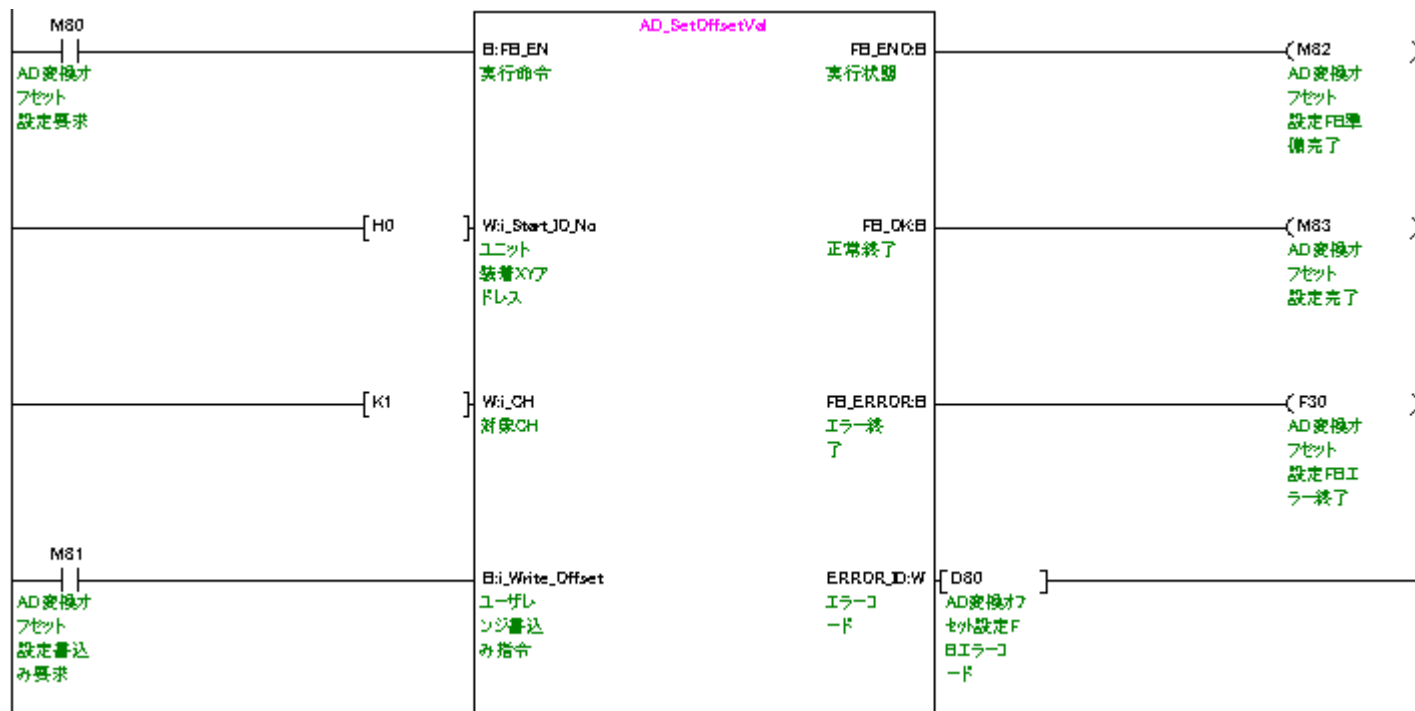 M80
AD_SetOffsetVal
B:FB_EN
FB_ENO:B
M82
AD変換オ
フセット
設定要求
実行命令
実行状態
AD変換オ
フセット
設定FB準
備完了
H0
W:i_Start_IO_No
FB_OK:B
M83
ユニット
装着XYア
ドレス
正常終了
AD変換オ
フセット
設定完了
K1
W:i_CH
FB_ERROR:B
F30
対象CH
エラー終
了
AD変換オ
フセット
設定FBエ
ラー終了
M81
B:i_Write_Offset
ERROR_ID:W
D80
AD変換オ
フセット
設定書込
み要求
ユーザレ
ンジ書込
み指令
エラーコ
ード
AD変換オフ
セット設定F
Bエラーコ
ード